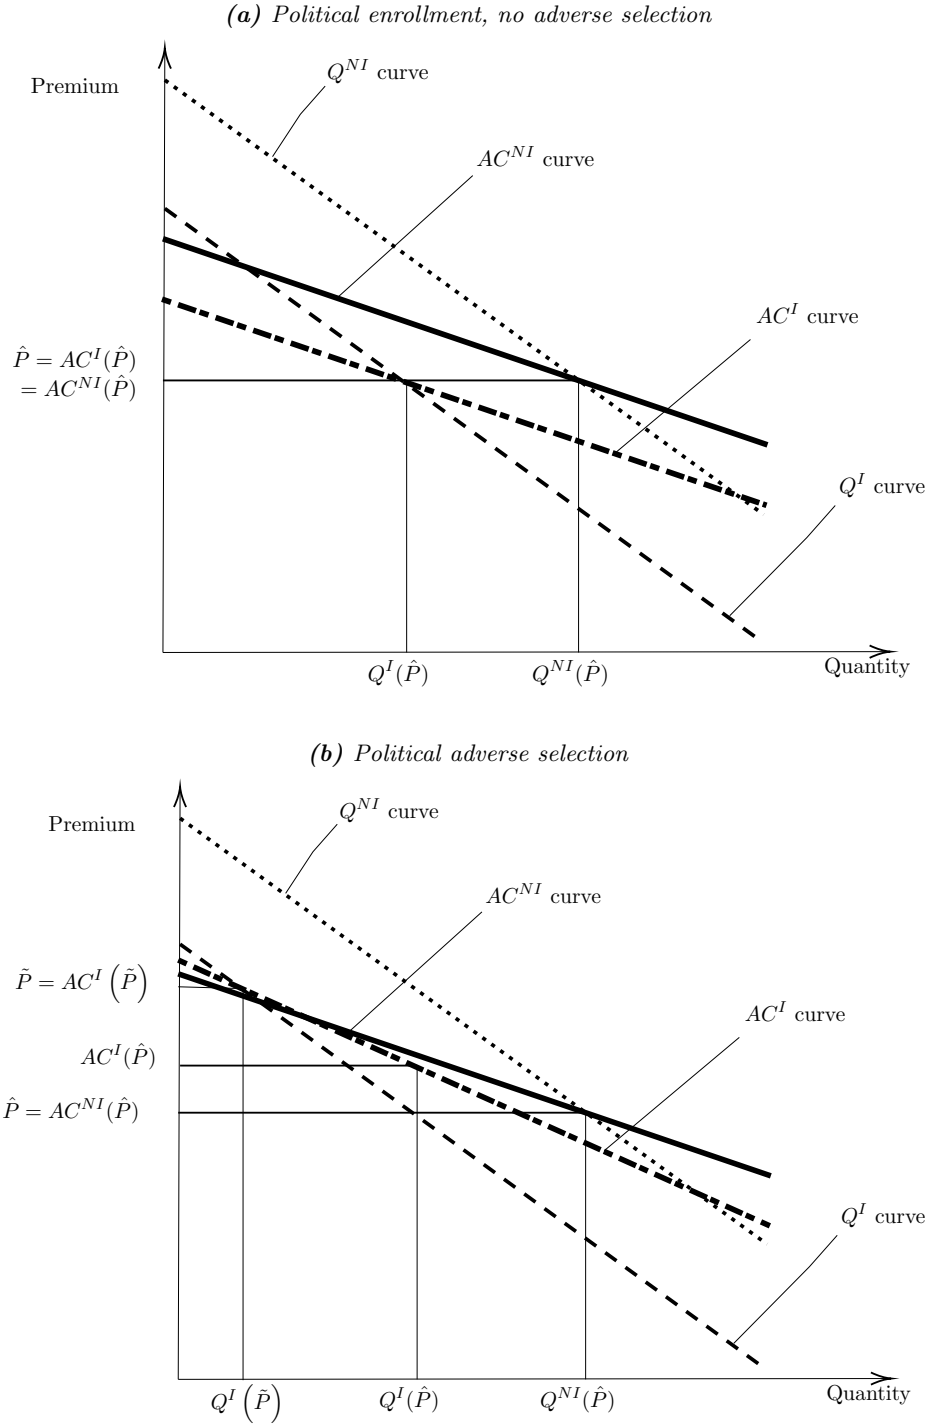 (a) Political enrollment, no adverse selection
Q^{NI} curve
Premium
AC^{NI} curve
AC^I curve
P̂ = AC^I(P̂)
= AC^{NI}(P̂)
Q^I curve
Q^I(P̂) Q^{NI}(P̂) Quantity
(b) Political adverse selection
Q^{NI} curve
Premium
AC^{NI} curve
P̃ = AC^I(P̃)
AC^I curve
AC^I(P̂)
P̂ = AC^{NI}(P̂)
Q^I curve
Q^I(P̃) Q^I(P̂) Q^{NI}(P̂) Quantity